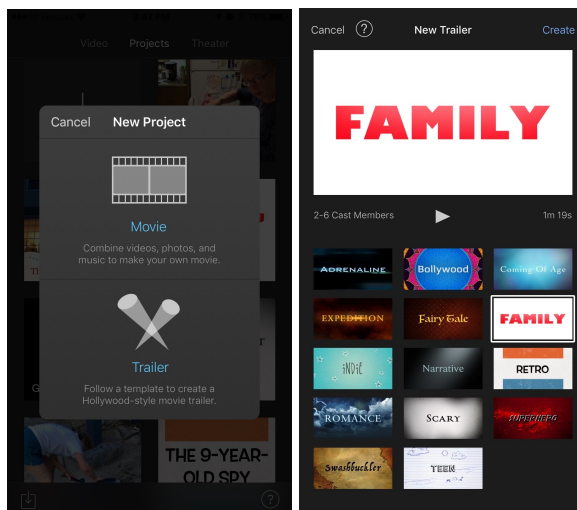 Video Projects Theater
Cancel New Project
Movie
Combine videos, photos, and
music to make your own movie.
Trailer
Follow a template to create a
Hollywood-style movie trailer.
THE 9-YEAR-
OLD SPY
?
Cancel ? New Trailer Create
FAMILY
2-6 Cast Members 1m 19s
ADRENALINE Bollywood Coming Of Age
EXPEDITION Fairy Tale FAMILY
iNDiE Narrative RETRO
ROMANCE SCARY SUPERHERO
Swashbuckler TEEN